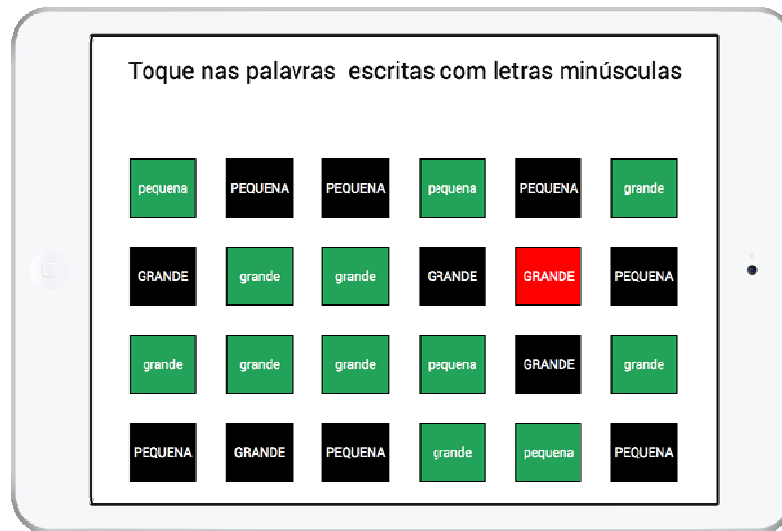 Toque nas palavras escritas com letras minúsculas
pequena PEQUENA PEQUENA pequena PEQUENA grande
GRANDE grande grande GRANDE GRANDE PEQUENA
grande grande grande pequena GRANDE grande
PEQUENA GRANDE PEQUENA grande pequena PEQUENA